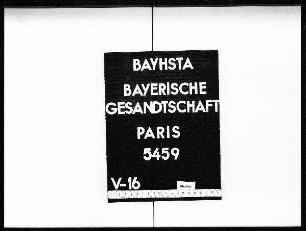 BAYHSTA
BAYERISCHE
GESANDTSCHAFT
PARIS
5459
V-16